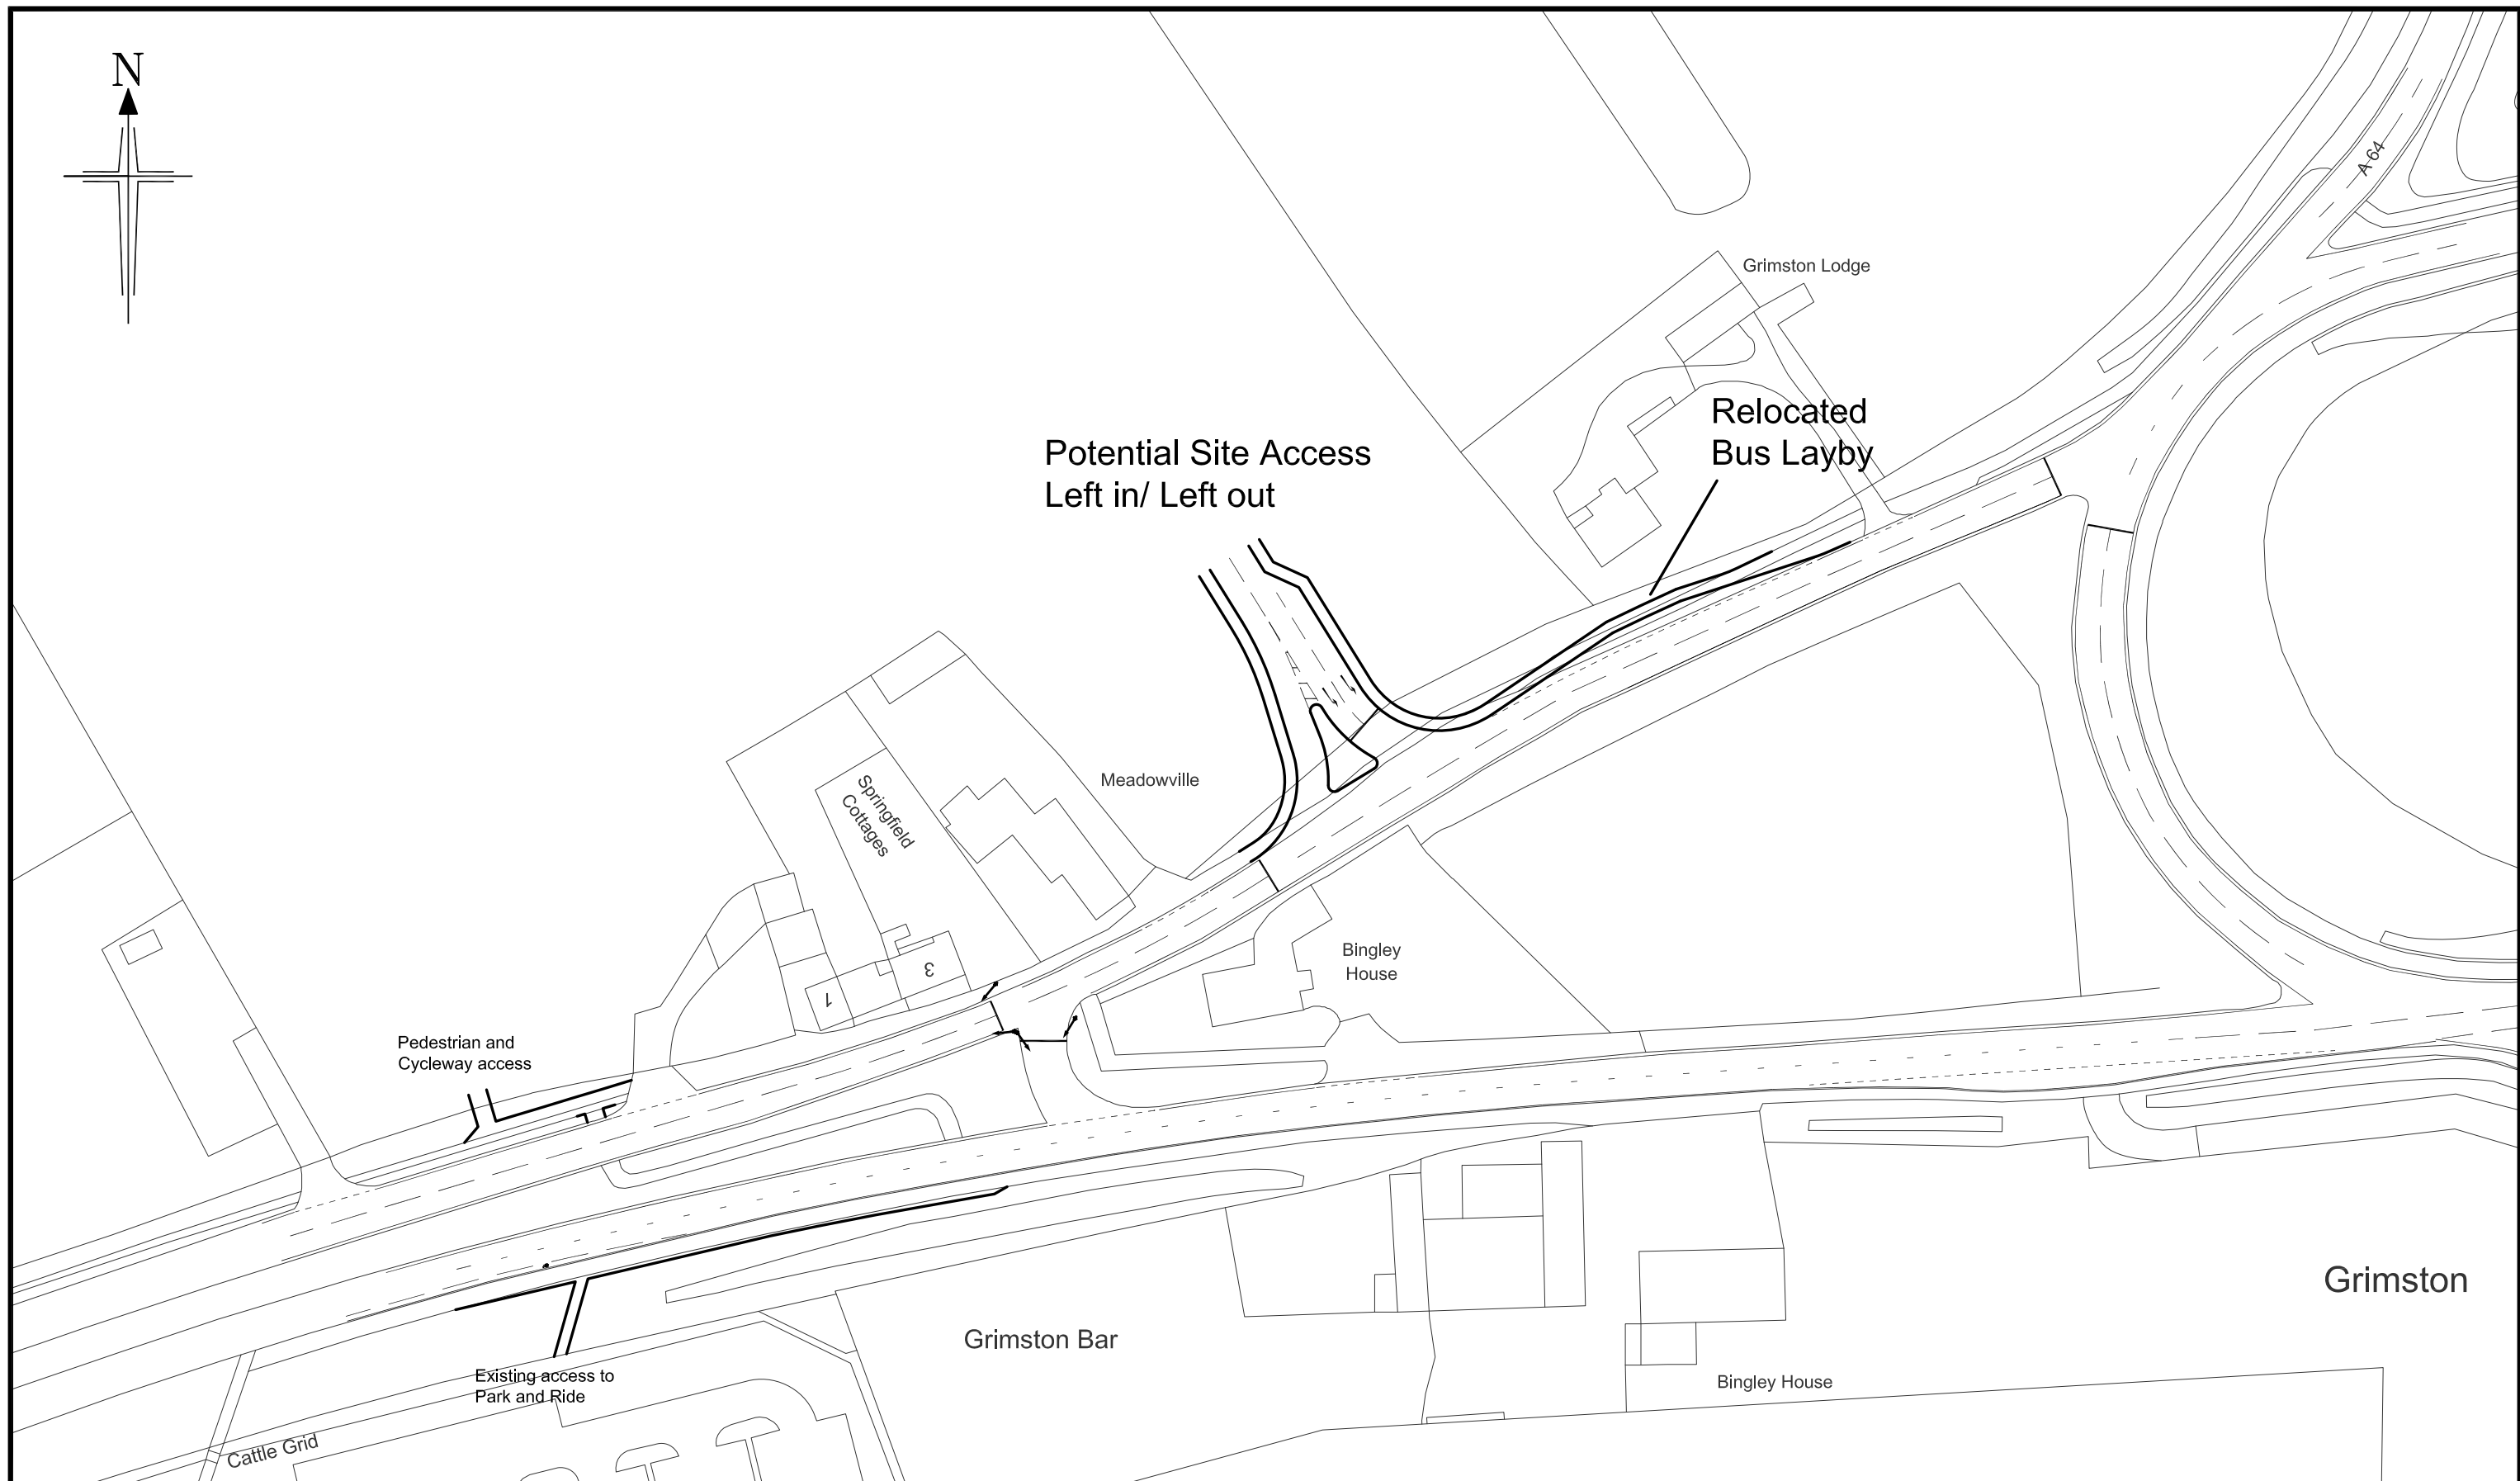 N
A 64
Grimston Lodge
Relocated
Bus Layby
Potential Site Access
Left in/ Left out
Meadowville
Springfield
Cottages
Bingley
House
3
1
Pedestrian and
Cycleway access
Grimston
Grimston Bar
Existing access to
Park and Ride
Bingley House
Cattle Grid